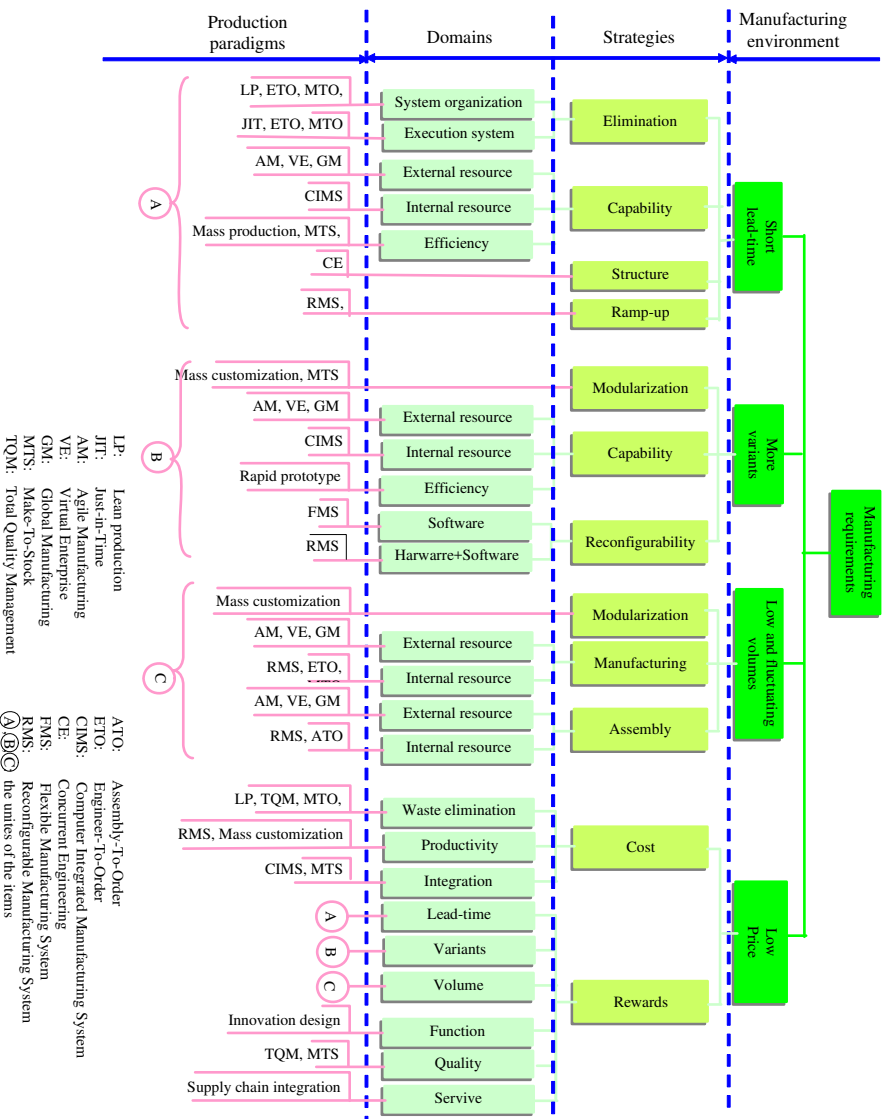 Production
paradigms
Domains
Strategies
Manufacturing
environment
LP, ETO, MTO,
System organization
Elimination
JIT, ETO, MTO
Execution system
AM, VE, GM
External resource
CIMS
Internal resource
Capability
Mass production, MTS,
Efficiency
CE
Structure
RMS,
Ramp-up
A
Short
lead-time
Mass customization, MTS
Modularization
AM, VE, GM
External resource
CIMS
Internal resource
Capability
Rapid prototype
Efficiency
FMS
Software
Reconfigurability
RMS
Harwarre+Software
B
More
variants
Manufacturing
requirements
Mass customization
Modularization
AM, VE, GM
External resource
Manufacturing
RMS, ETO,
Internal resource
AM, VE, GM
External resource
Assembly
RMS, ATO
Internal resource
C
Low and fluctuating
volumes
LP, TQM, MTO,
Waste elimination
RMS, Mass customization
Productivity
Cost
CIMS, MTS
Integration
A
Lead-time
B
Variants
C
Volume
Rewards
Innovation design
Function
TQM, MTS
Quality
Supply chain integration
Servive
Low
Price
LP: Lean production
JIT: Just-in-Time
AM: Agile Manufacturing
VE: Virtual Enterprise
GM: Global Manufacturing
MTS: Make-To-Stock
TQM: Total Quality Management
ATO: Assembly-To-Order
ETO: Engineer-To-Order
CIMS: Computer Integrated Manufacturing System
CE: Concurrent Engineering
FMS: Flexible Manufacturing System
RMS: Reconfigurable Manufacturing System
A,B,C the unites of the items